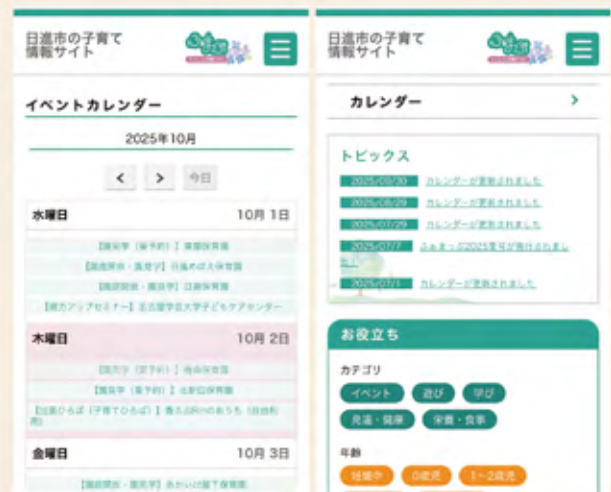 日進市の子育て
情報サイト
イベントカレンダー
2025年10月
< > 今日
水曜日 10月 1日
【園見学（要予約）】
【園庭開放・園見学】日進めばえ保育園
【園庭開放・園見学】
【親力アップセミナー】名古屋学芸大学子どもケアセンター
木曜日 10月 2日
【園見学（要予約）】
【園見学（要予約）】
【出張ひろば（子育てひろば）】香久山
金曜日 10月 3日
【園庭開放・園見学】あかいけ
日進市の子育て
情報サイト
カレンダー >
トピックス
2025/09/30 カレンダーが更新されました
2025/08/29 カレンダーが更新されました
2025/07/29 カレンダーが更新されました
2025/07/7 2025夏号が発行されまし
た！
2025/07/1 カレンダーが更新されました
お役立ち
カテゴリ
イベント 遊び 学び
発達・健康 栄養・食事
年齢
妊娠中 0歳児 1~2歳児